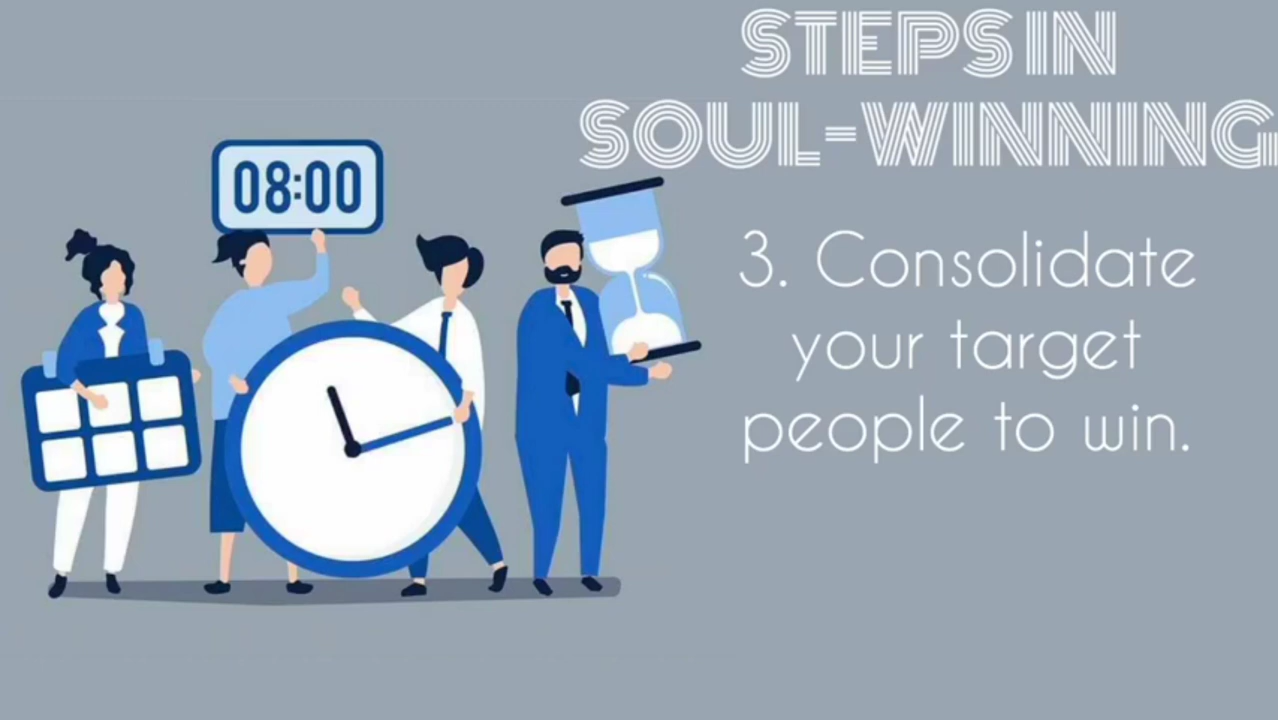 STEPS IN
SOUL-WINNING
08:00
3. Consolidate
your target
people to win.